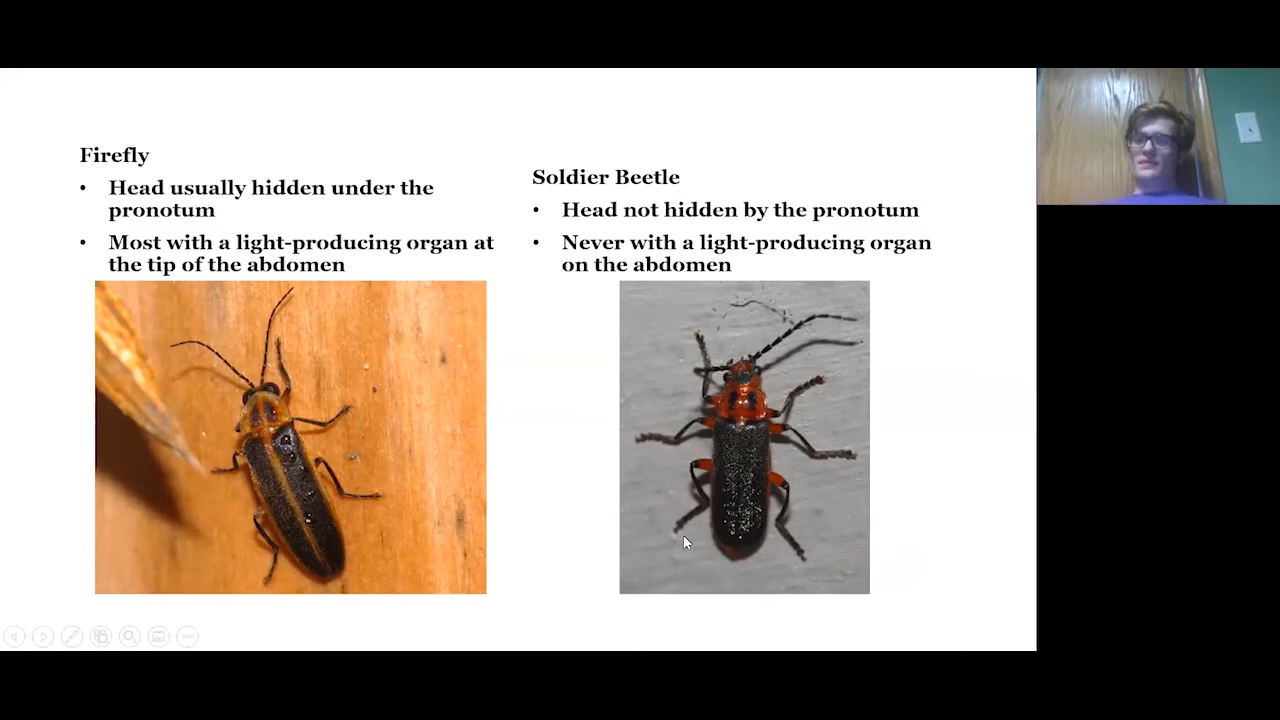 Firefly
• Head usually hidden under the
pronotum
• Most with a light-producing organ at
the tip of the abdomen
Soldier Beetle
• Head not hidden by the pronotum
• Never with a light-producing organ
on the abdomen